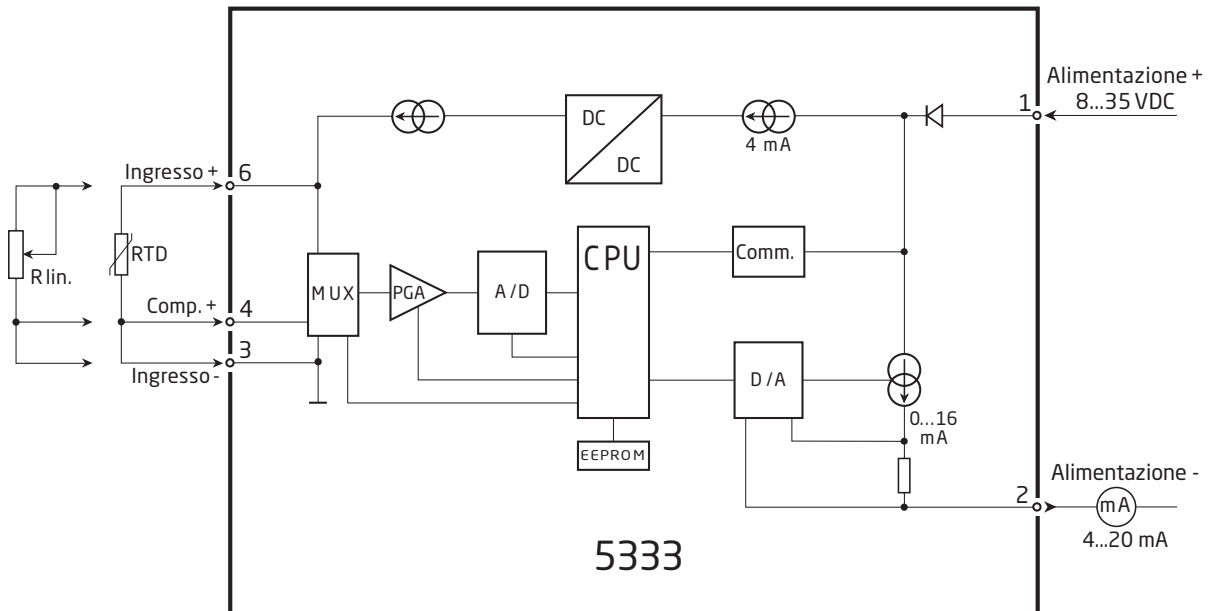 Alimentazione +
8...35 VDC
1
DC
DC
4 mA
Ingresso +
6
RTD
R lin.
CPU
Comm.
MUX
PGA
A/D
Comp. +
4
3
Ingresso -
D/A
0...16
mA
EEPROM
Alimentazione -
2
mA
4...20 mA
5333